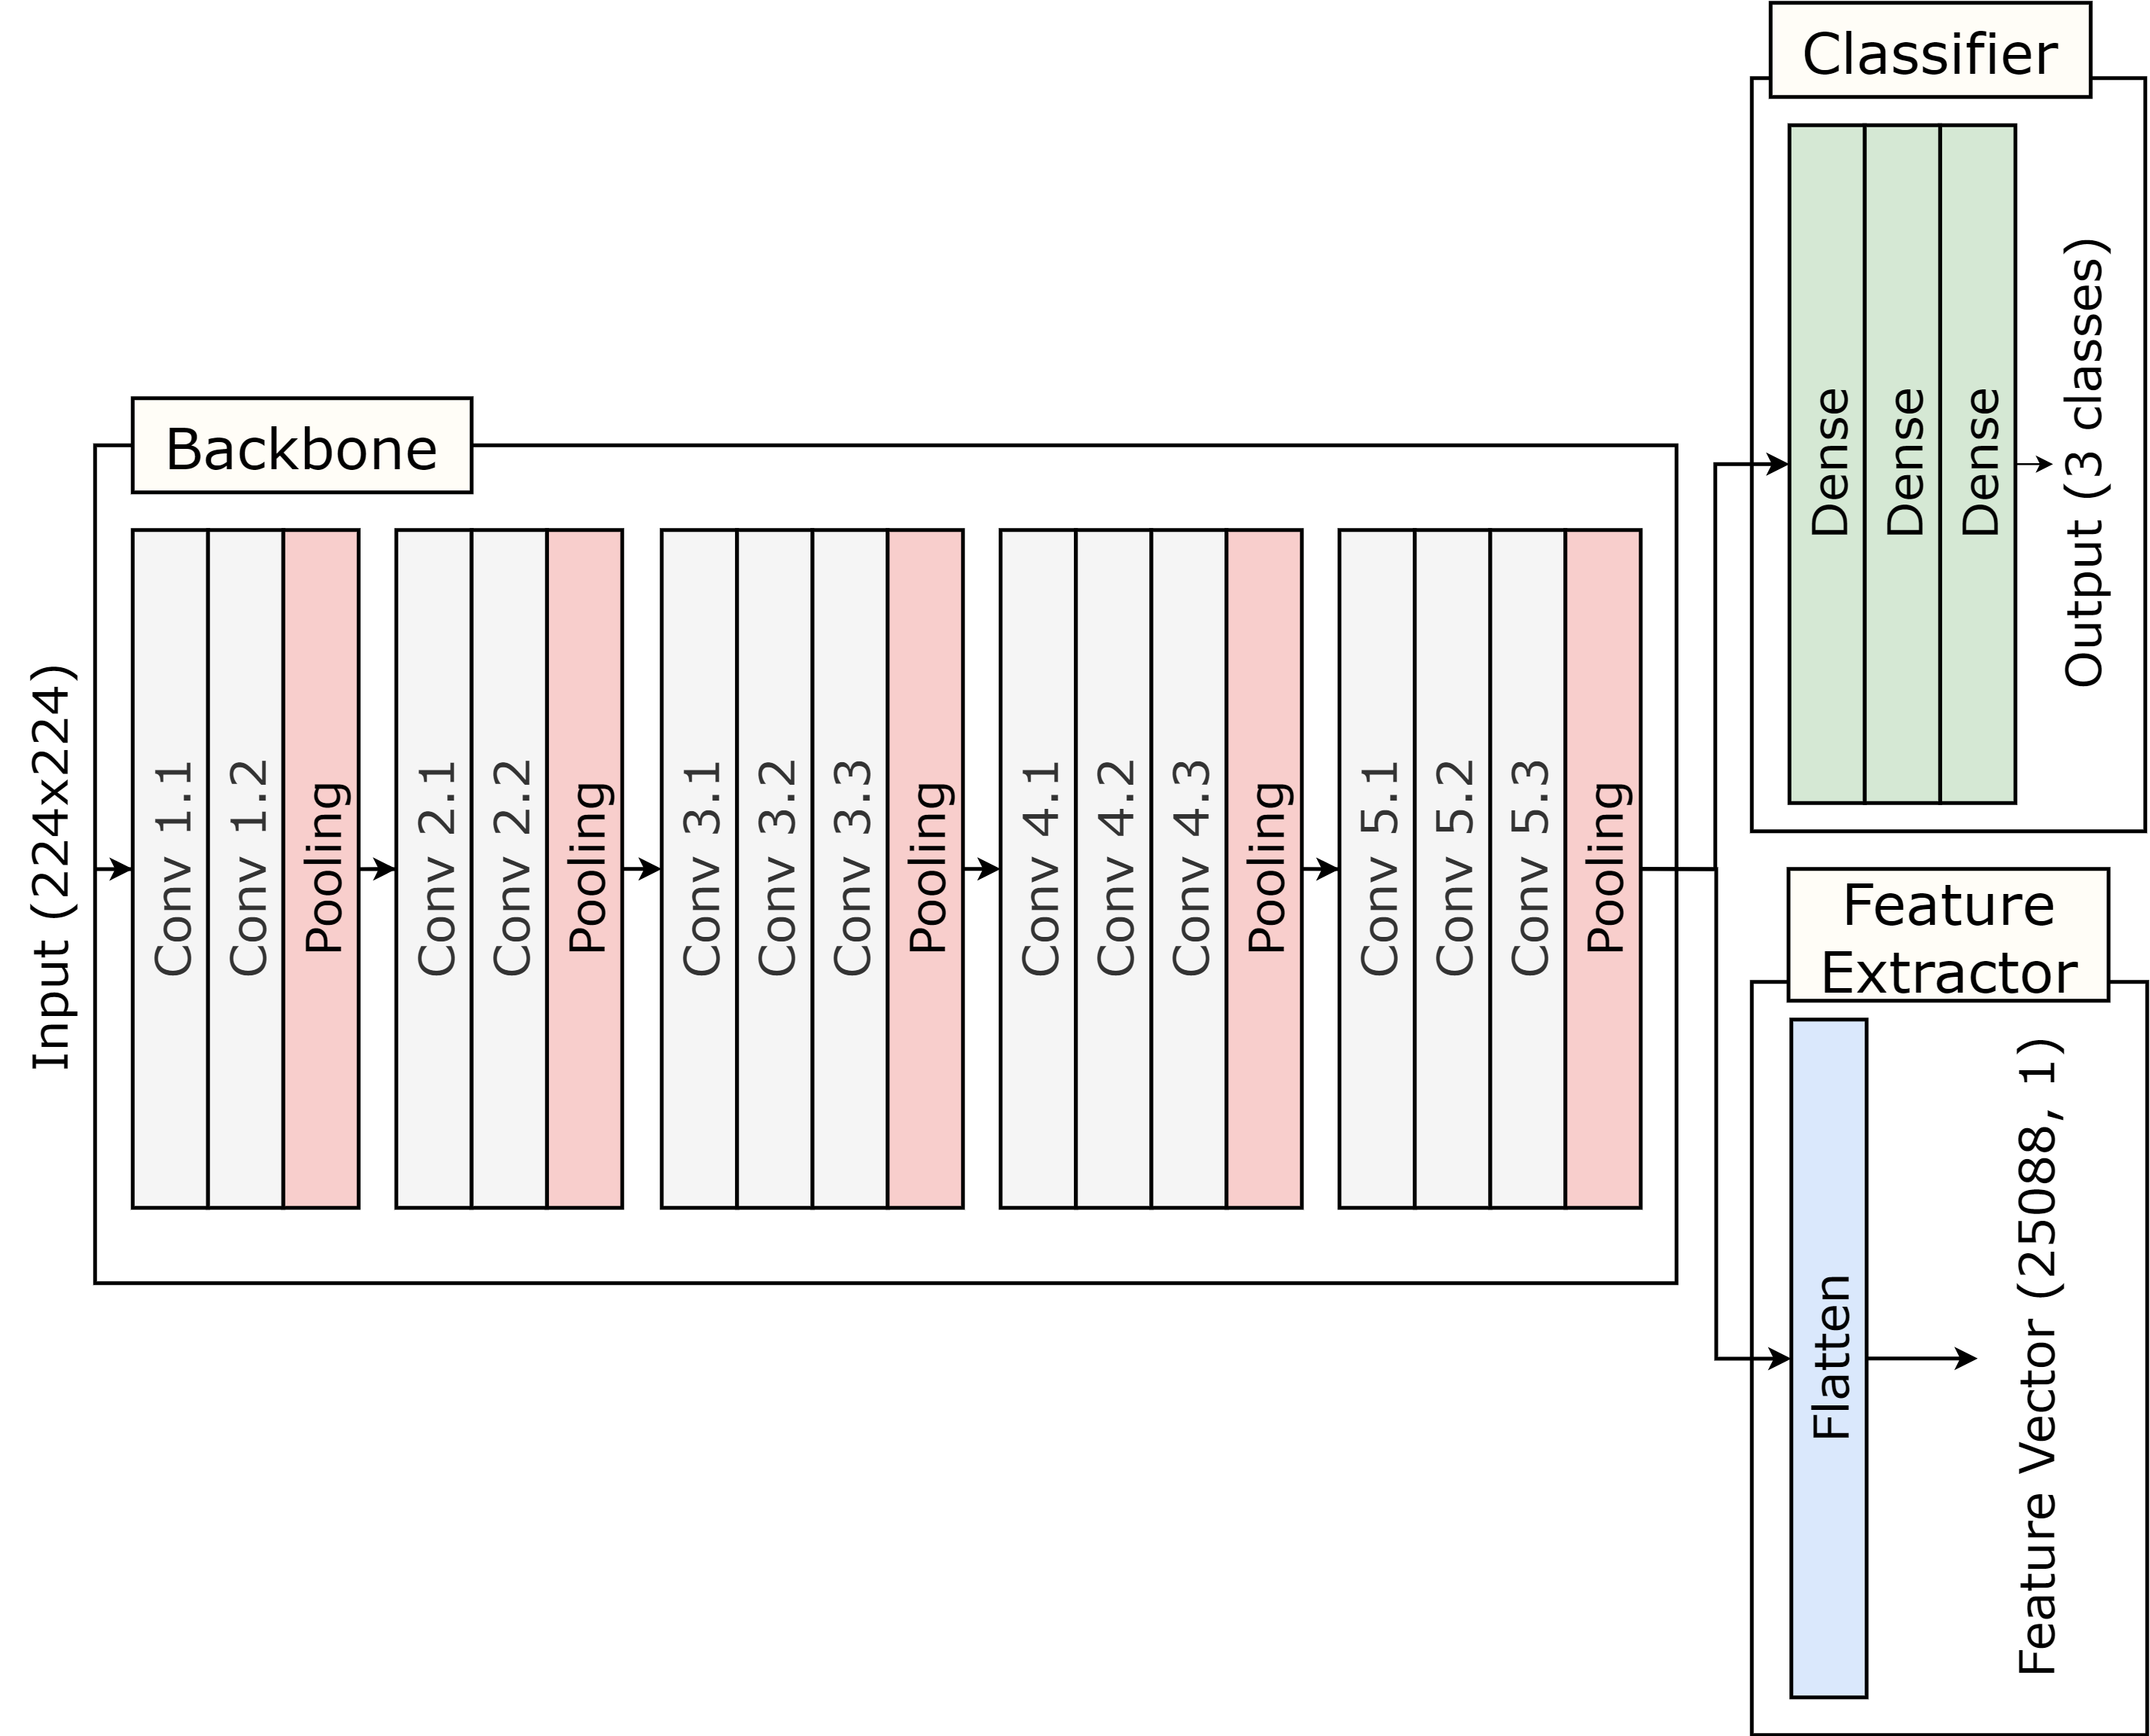 Classifier
Dense
Dense
Dense
Output (3 classes)
Backbone
Input (224x224)
Conv 1.1
Conv 1.2
Pooling
Conv 2.1
Conv 2.2
Pooling
Conv 3.1
Conv 3.2
Conv 3.3
Pooling
Conv 4.1
Conv 4.2
Conv 4.3
Pooling
Conv 5.1
Conv 5.2
Conv 5.3
Pooling
Feature
Extractor
Flatten
Feature Vector (25088, 1)